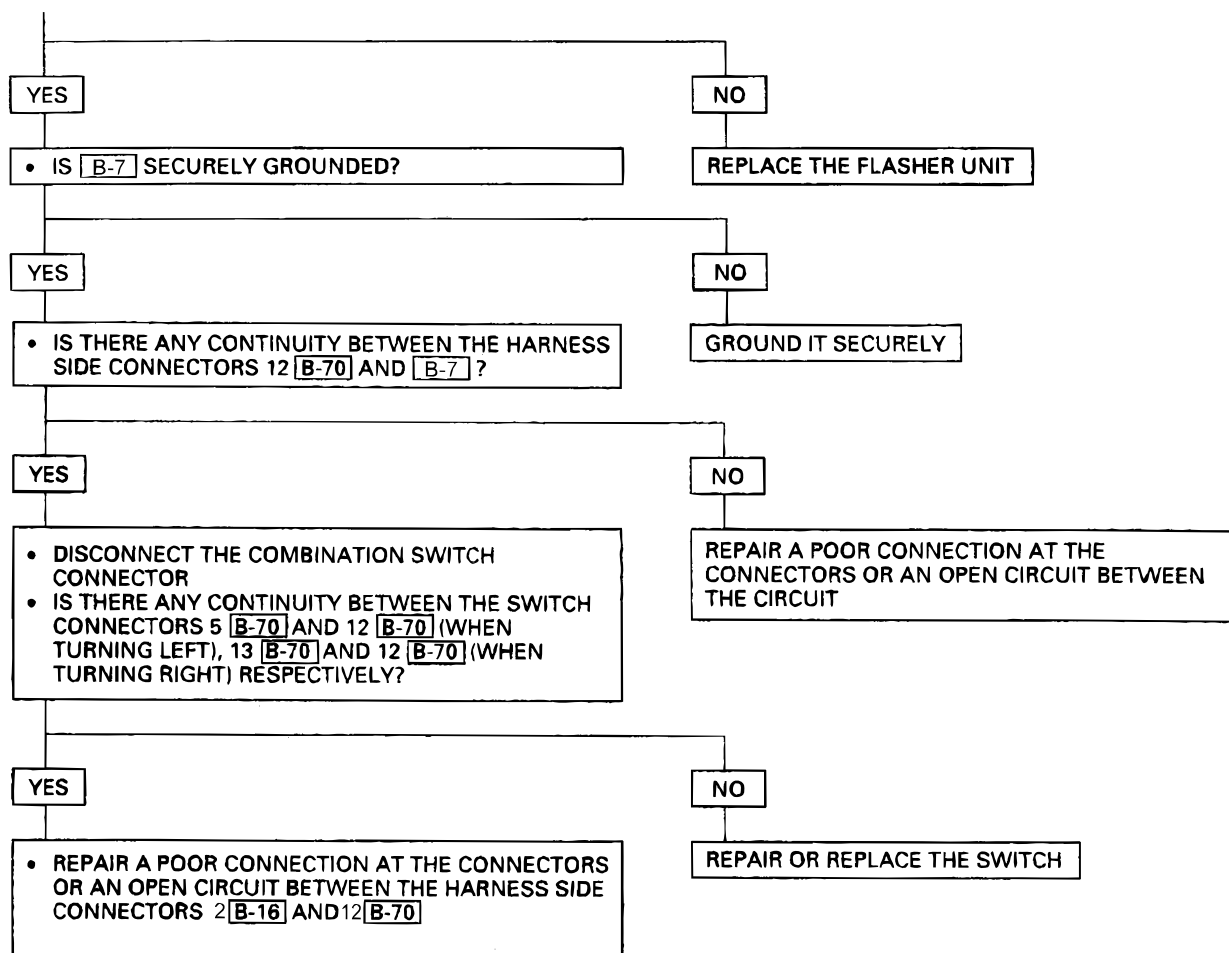 YES
NO
• IS B-7 SECURELY GROUNDED?
REPLACE THE FLASHER UNIT
YES
NO
• IS THERE ANY CONTINUITY BETWEEN THE HARNESS
SIDE CONNECTORS 12 B-70 AND B-7 ?
GROUND IT SECURELY
YES
NO
• DISCONNECT THE COMBINATION SWITCH
CONNECTOR
• IS THERE ANY CONTINUITY BETWEEN THE SWITCH
CONNECTORS 5 B-70 AND 12 B-70 (WHEN
TURNING LEFT), 13 B-70 AND 12 B-70 (WHEN
TURNING RIGHT) RESPECTIVELY?
REPAIR A POOR CONNECTION AT THE
CONNECTORS OR AN OPEN CIRCUIT BETWEEN
THE CIRCUIT
YES
NO
• REPAIR A POOR CONNECTION AT THE CONNECTORS
OR AN OPEN CIRCUIT BETWEEN THE HARNESS SIDE
CONNECTORS 2 B-16 AND 12 B-70
REPAIR OR REPLACE THE SWITCH